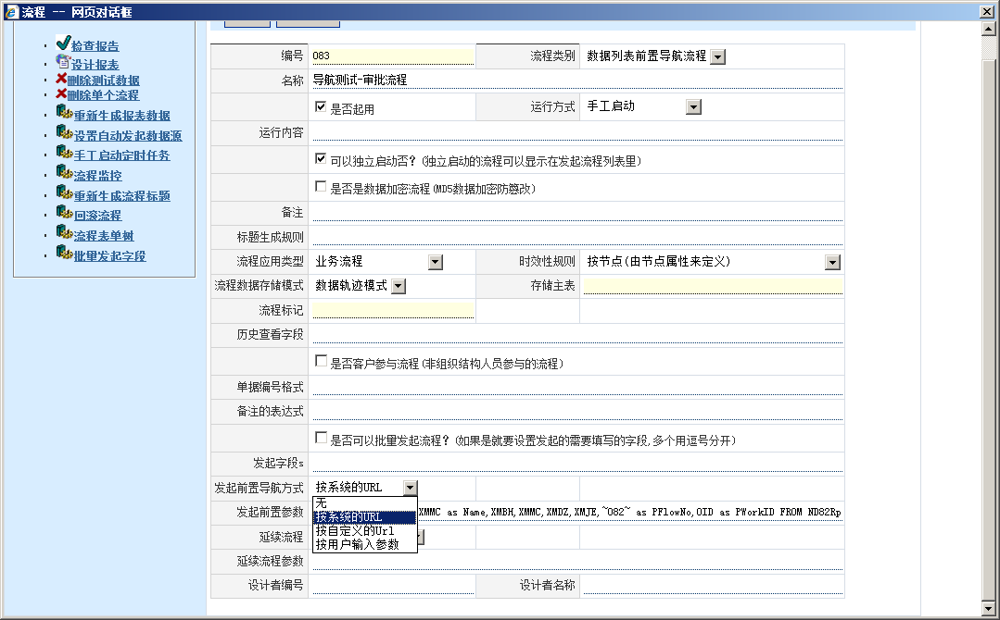 流程 -- 网页对话框
检查报告
设计报表
删除测试数据
删除单个流程
重新生成报表数据
设置自动发起数据源
手工启动定时任务
流程监控
重新生成流程标题
回滚流程
流程表单树
批量发起字段
编号 083 流程类别 数据列表前置导航流程
名称 导航测试-审批流程
是否起用 运行方式 手工启动
运行内容
可以独立启动否？(独立启动的流程可以显示在发起流程列表里)
是否是数据加密流程(MD5数据加密防篡改)
备注
标题生成规则
流程应用类型 业务流程 时效性规则 按节点(由节点属性来定义)
流程数据存储模式 数据轨迹模式 存储主表
流程标记
历史查看字段
是否客户参与流程(非组织结构人员参与的流程)
单据编号格式
备注的表达式
是否可以批量发起流程？(如果是就要设置发起的需要填写的字段,多个用逗号分开)
发起字段s
发起前置导航方式 按系统的URL
无
发起前置参数 XMMC as Name,XMBH,XMMC,XMDZ,XMJE,~082~ as PFlowNo,OID as PWorkID FROM ND82Rp
按系统的URL
按自定义的Url
延续流程
按用户输入参数
延续流程参数
设计者编号 设计者名称